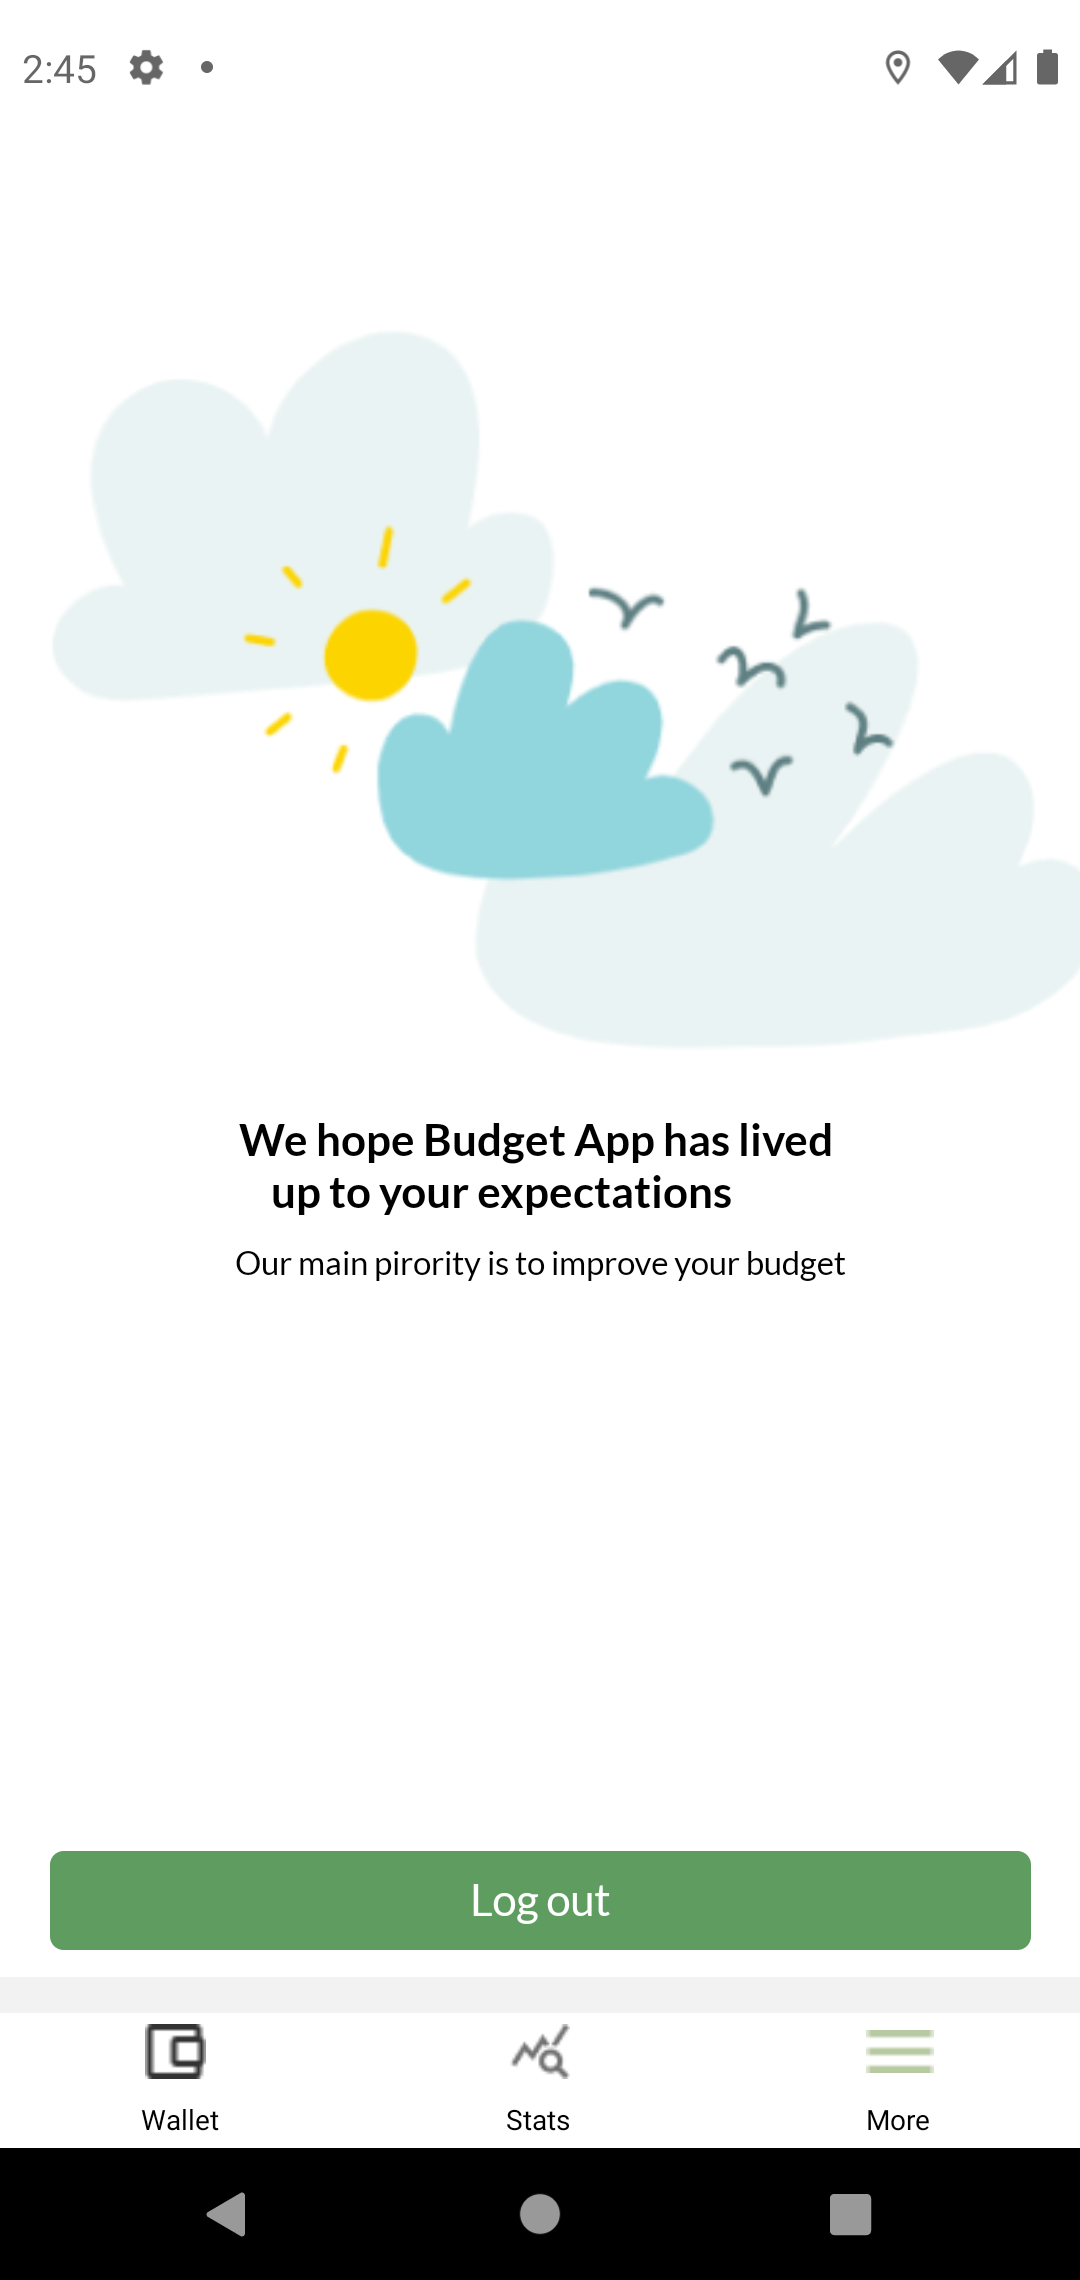 2:45
We hope Budget App has lived
up to your expectations
Our main pirority is to improve your budget
Log out
Wallet
Stats
More